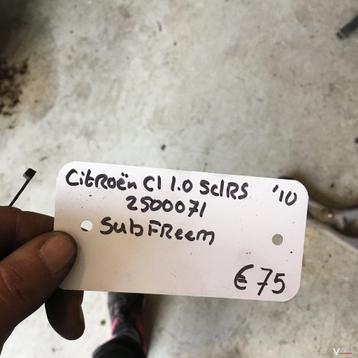 Citroën C1 1.0 5drs '10
2500071
SubFReem
€75